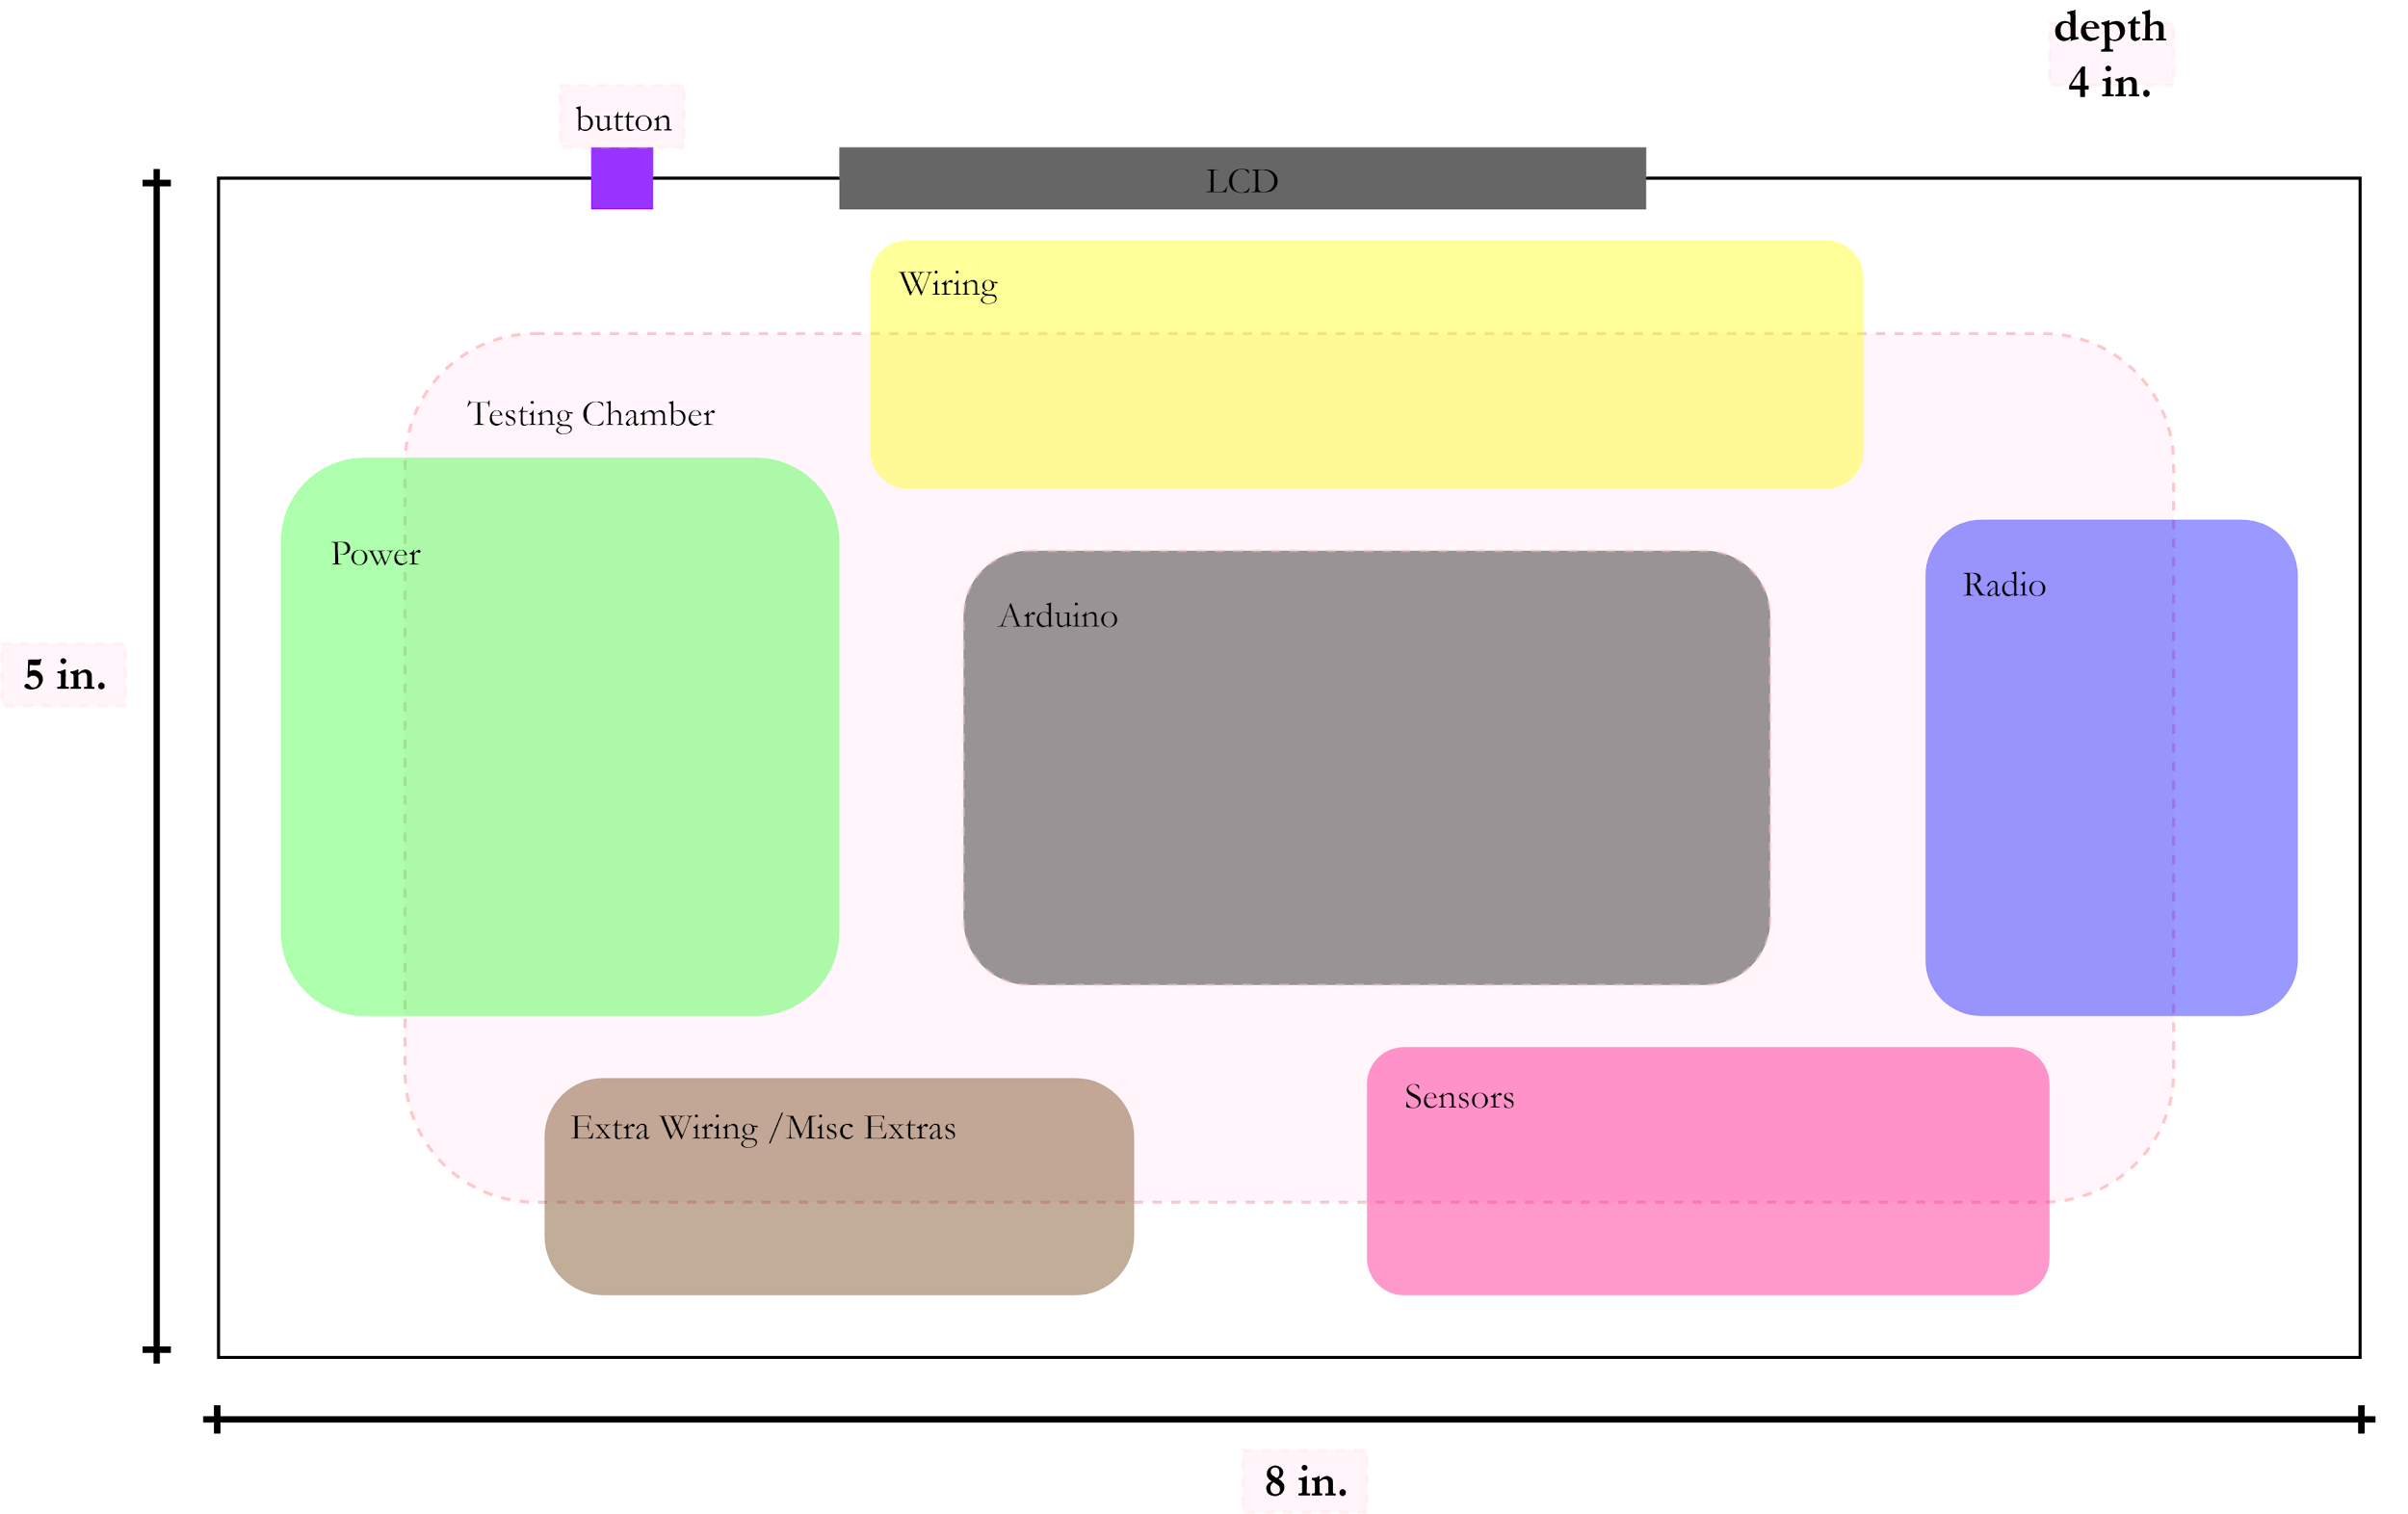 depth
4 in.
button
LCD
Wiring
Testing Chamber
Power
Radio
Arduino
5 in.
Sensors
Extra Wiring /Misc Extras
8 in.